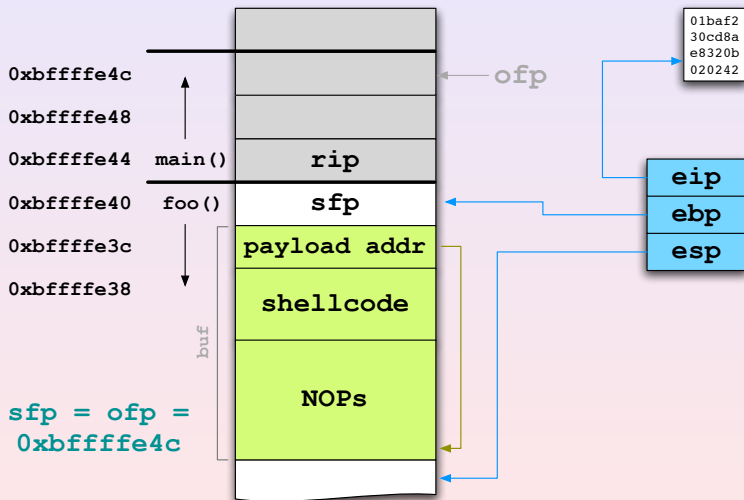 01baf2
30cd8a
e8320b
020242
0xbffffe4c
ofp
0xbffffe48
0xbffffe44 main() rip
eip
0xbffffe40 foo() sfp
ebp
0xbffffe3c payload addr
esp
0xbffffe38
shellcode
buf
NOPs
sfp = ofp =
0xbffffe4c